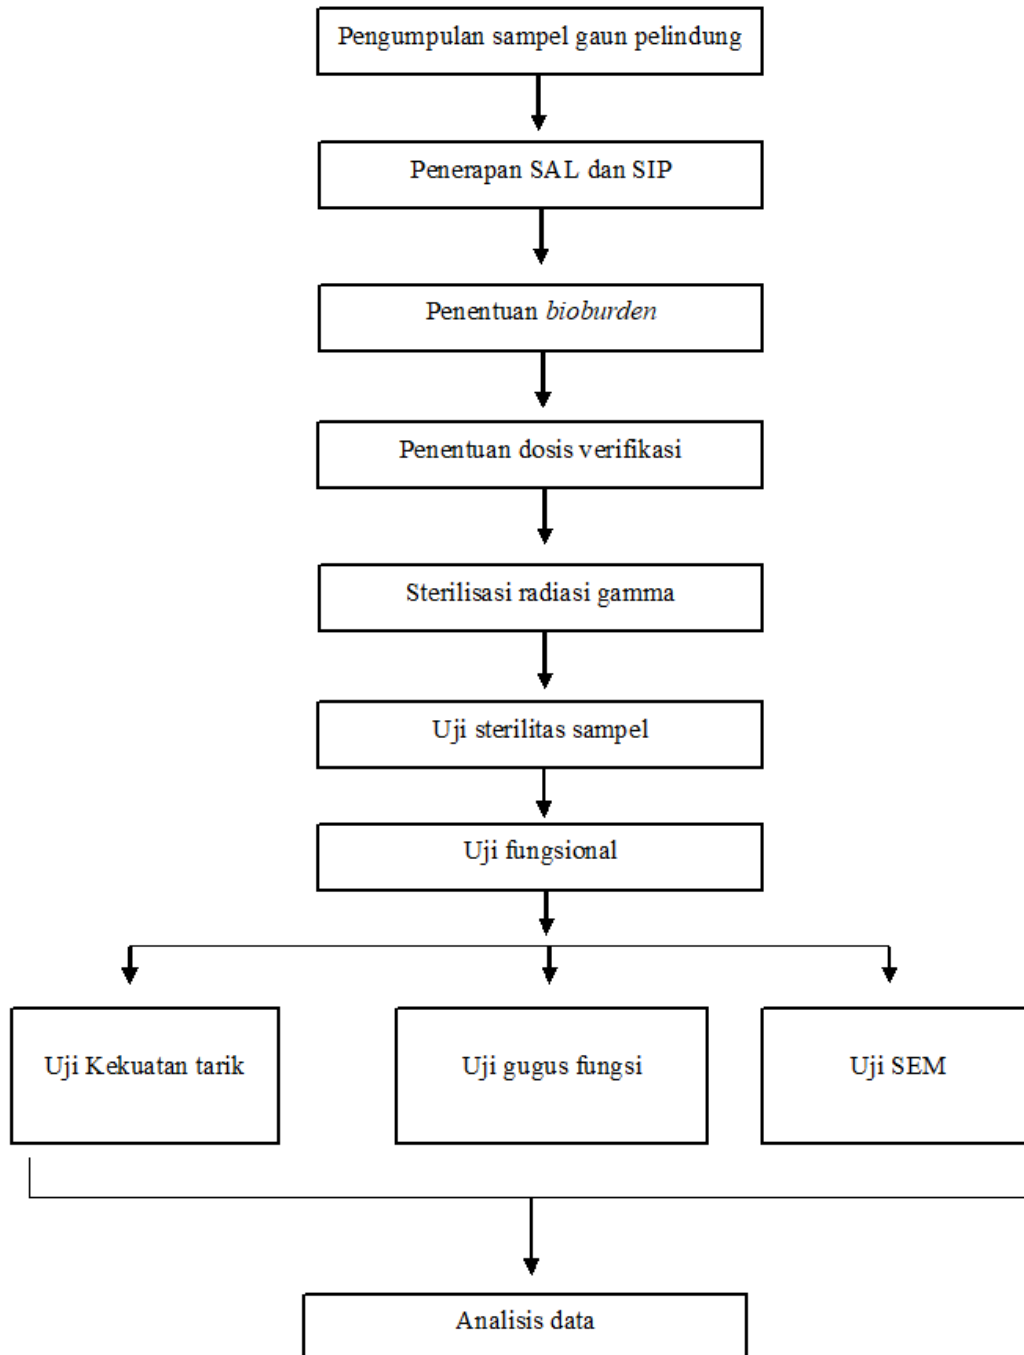 Pengumpulan sampel gaun pelindung
Penerapan SAL dan SIP
Penentuan bioburden
Penentuan dosis verifikasi
Sterilisasi radiasi gamma
Uji sterilitas sampel
Uji fungsional
Uji Kekuatan tarik
Uji gugus fungsi
Uji SEM
Analisis data